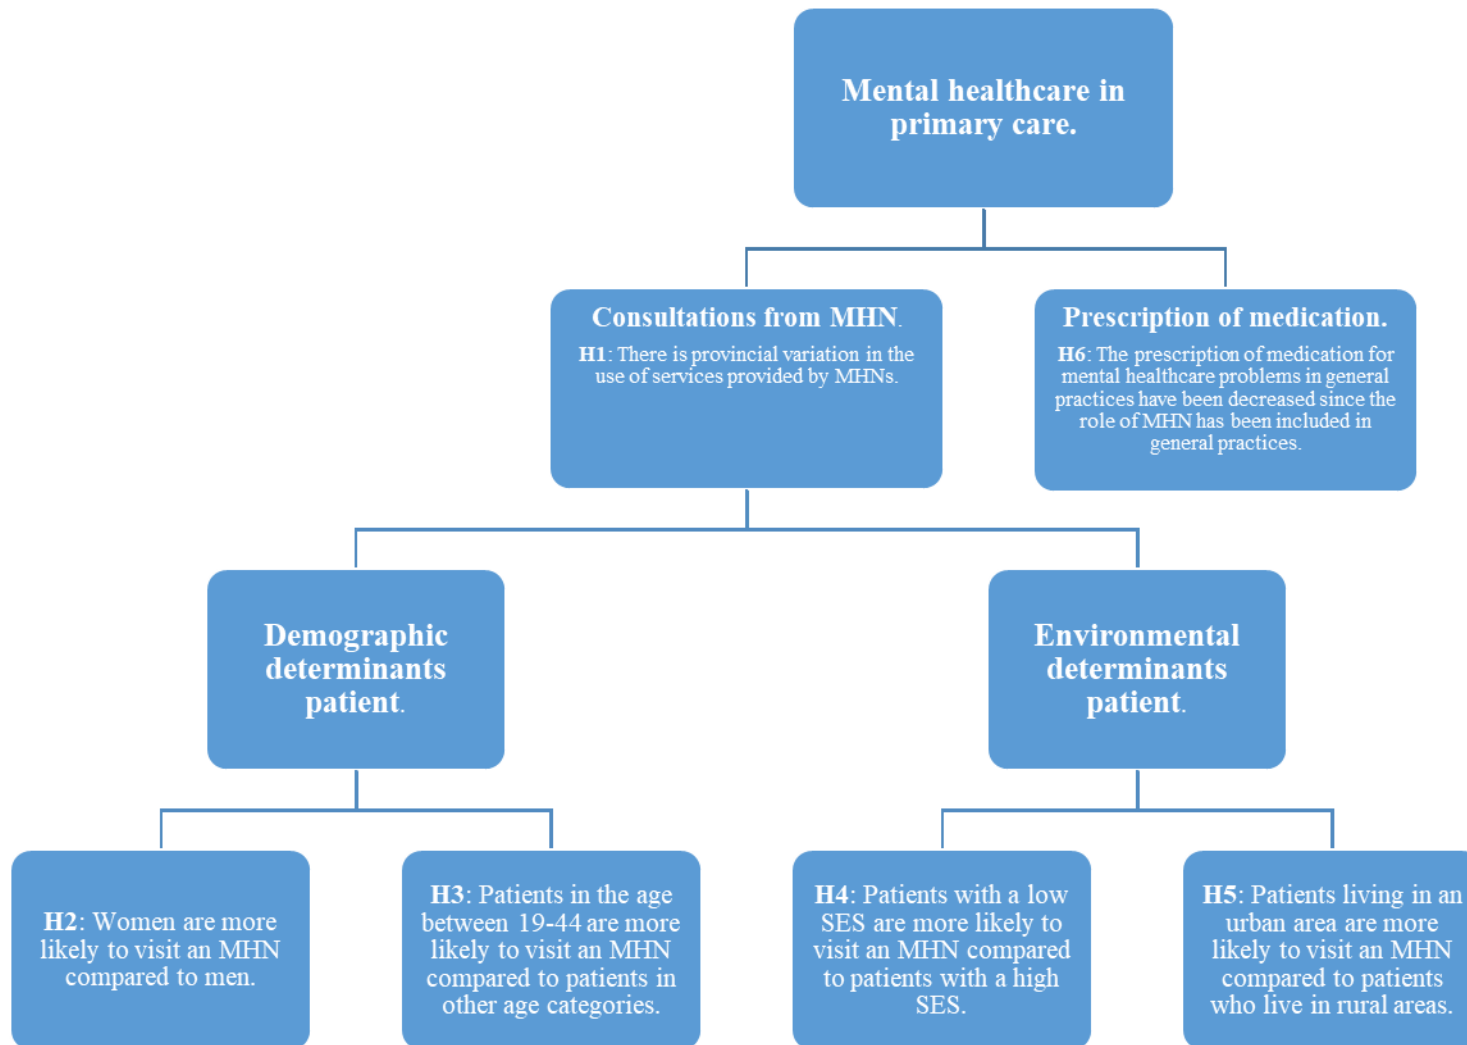 Mental healthcare in
primary care.
Consultations from MHN.
H1: There is provincial variation in the
use of services provided by MHNs.
Prescription of medication.
H6: The prescription of medication for
mental healthcare problems in general
practices have been decreased since the
role of MHN has been included in
general practices.
Demographic
determinants
patient.
Environmental
determinants
patient.
H2: Women are more
likely to visit an MHN
compared to men.
H3: Patients in the age
between 19-44 are more
likely to visit an MHN
compared to patients in
other age categories.
H4: Patients with a low
SES are more likely to
visit an MHN compared
to patients with a high
SES.
H5: Patients living in an
urban area are more
likely to visit an MHN
compared to patients
who live in rural areas.